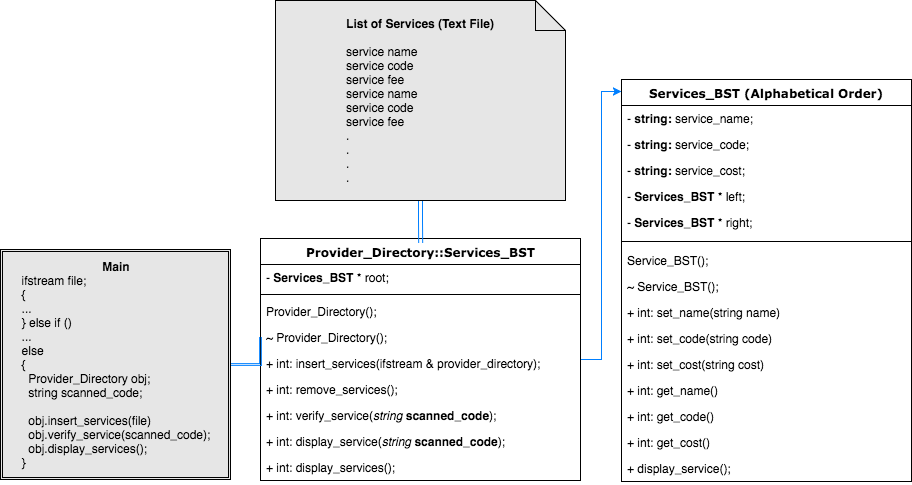 List of Services (Text File)
service name
service code
service fee
service name
service code
service fee
.
.
.
.
Main
ifstream file;
{
...
} else if ()
...
else
{
Provider_Directory obj;
string scanned_code;
obj.insert_services(file)
obj.verify_service(scanned_code);
obj.display_services();
}
Provider_Directory::Services_BST
- Services_BST * root;
Provider_Directory();
~ Provider_Directory();
+ int: insert_services(ifstream & provider_directory);
+ int: remove_services();
+ int: verify_service(string scanned_code);
+ int: display_service(string scanned_code);
+ int: display_services();
Services_BST (Alphabetical Order)
- string: service_name;
- string: service_code;
- string: service_cost;
- Services_BST * left;
- Services_BST * right;
Service_BST();
~ Service_BST();
+ int: set_name(string name)
+ int: set_code(string code)
+ int: set_cost(string cost)
+ int: get_name()
+ int: get_code()
+ int: get_cost()
+ display_service();